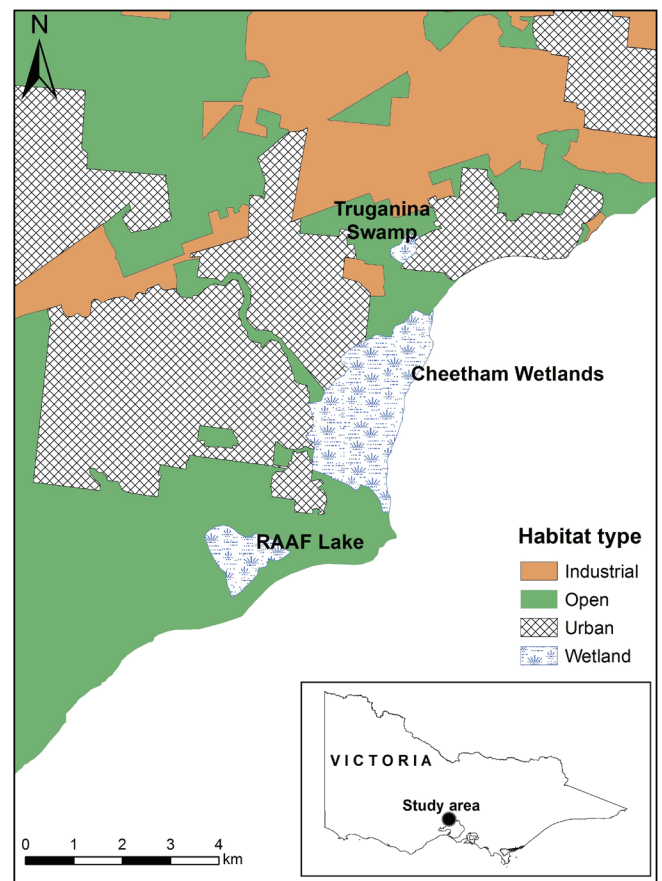 N
Truganina
Swamp
Cheetham Wetlands
RAAF Lake
Habitat type
Industrial
Open
Urban
Wetland
VICTORIA
Study area
0 1 2 3 4
km